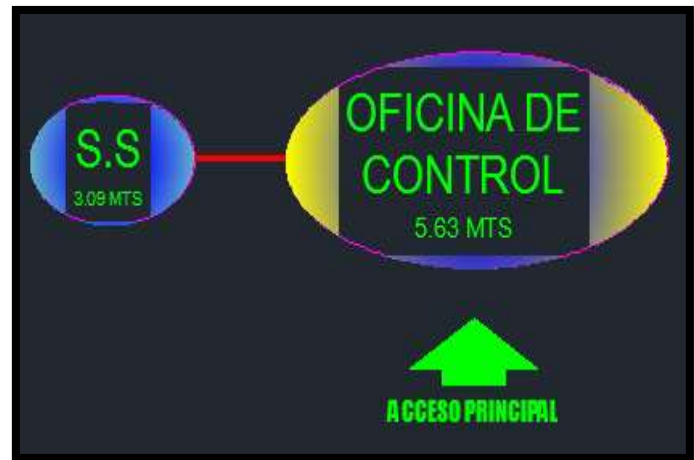 S.S
3.09 MTS
OFICINA DE
CONTROL
5.63 MTS
ACCESO PRINCIPAL